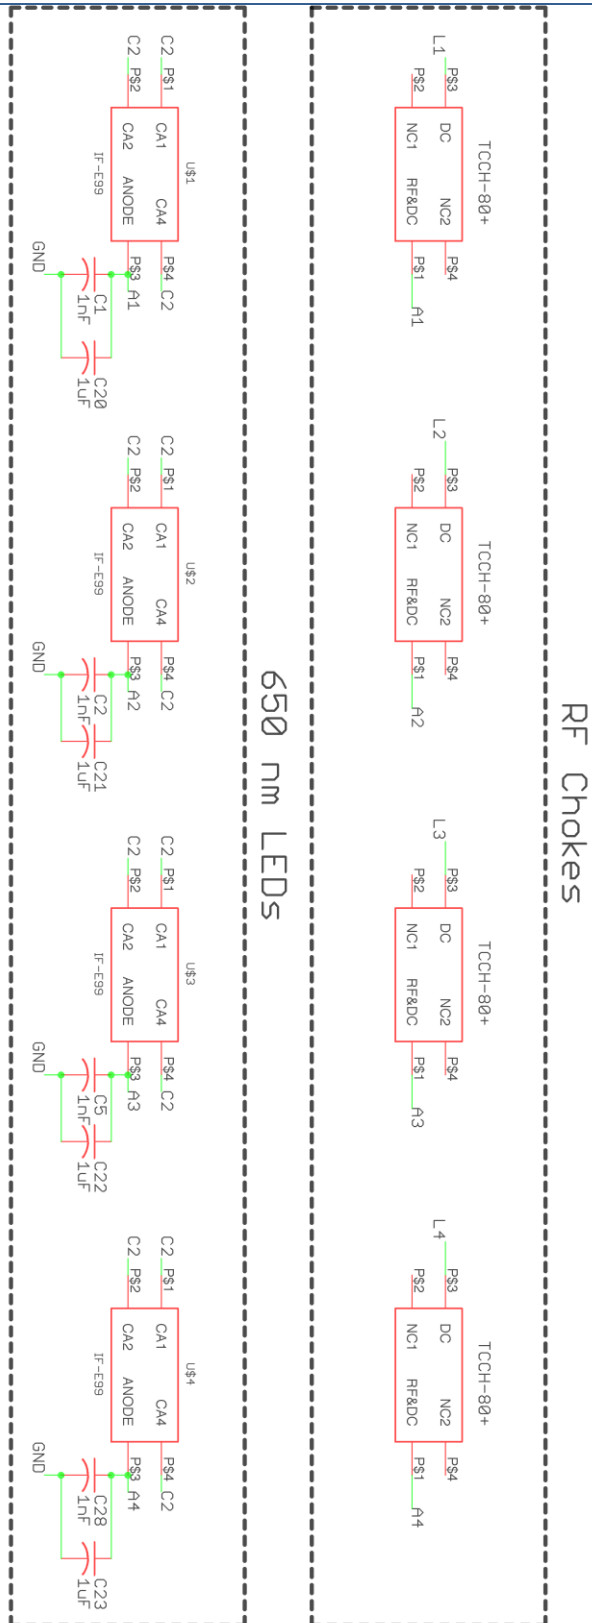 RF Chokes
TCCH-80+
L1
P$3
P$2
DC
NC1
NC2
RF&DC
P$4
P$1
A1
TCCH-80+
L2
P$3
P$2
DC
NC1
NC2
RF&DC
P$4
P$1
A2
TCCH-80+
L3
P$3
P$2
DC
NC1
NC2
RF&DC
P$4
P$1
A3
TCCH-80+
L4
P$3
P$2
DC
NC1
NC2
RF&DC
P$4
P$1
A4
650 nm LEDs
U$1
C2
P$1
C2
P$2
CA1
CA2
CA4
ANODE
IF-E99
P$4
C2
P$3
A1
GND
C1
1nF
C20
1uF
U$2
C2
P$1
C2
P$2
CA1
CA2
CA4
ANODE
IF-E99
P$4
C2
P$3
A2
GND
C2
1nF
C21
1uF
U$3
C2
P$1
C2
P$2
CA1
CA2
CA4
ANODE
IF-E99
P$4
C2
P$3
A3
GND
C5
1nF
C22
1uF
U$4
C2
P$1
C2
P$2
CA1
CA2
CA4
ANODE
IF-E99
P$4
C2
P$3
A4
GND
C28
1nF
C23
1uF